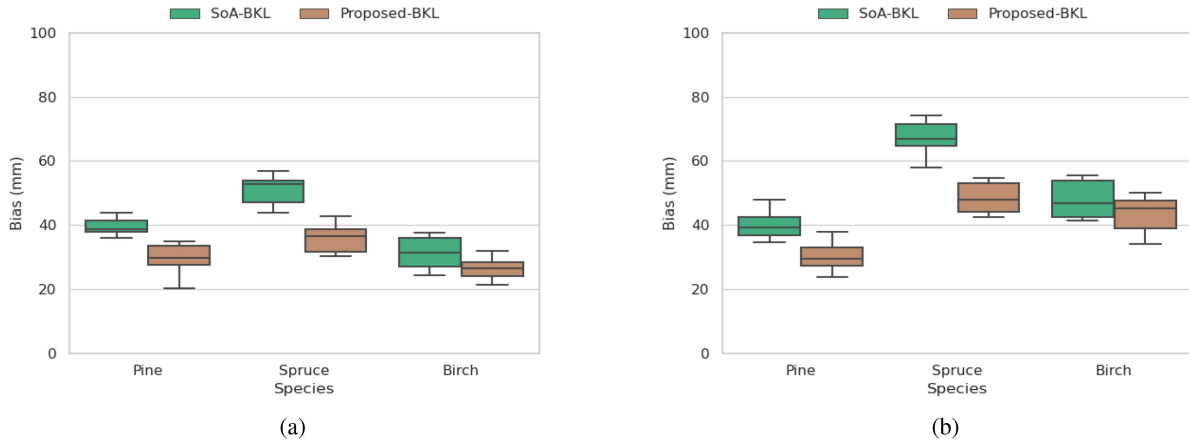 SoA-BKL Proposed-BKL
100
80
60
40
20
0
Bias (mm)
Pine Spruce Birch
Species
(a)
SoA-BKL Proposed-BKL
100
80
60
40
20
0
Bias (mm)
Pine Spruce Birch
Species
(b)